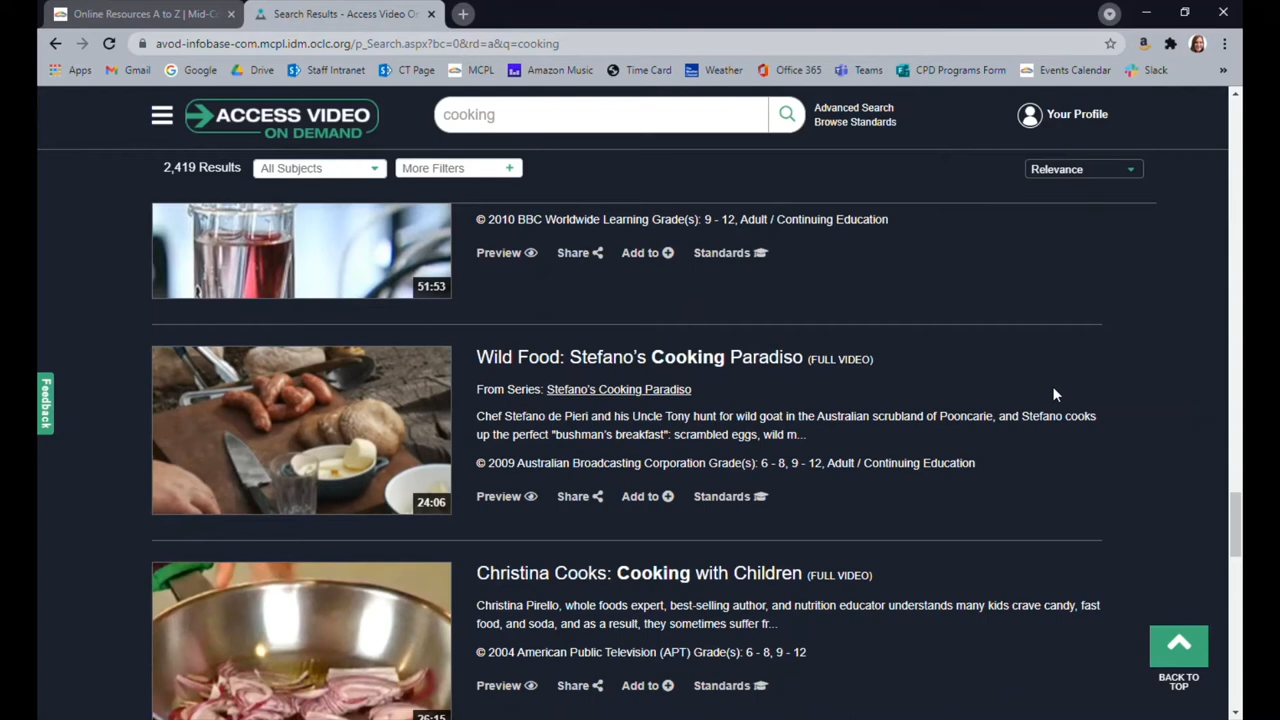 Online Resources A to Z | Mid-Co
Search Results - Access Video On
avod-infobase-com.mcpl.idm.oclc.org/p_Search.aspx?bc=0&rd=a&q=cooking
Apps Gmail Google Drive Staff Intranet CT Page MCPL Amazon Music Time Card Weather Office 365 Teams CPD Programs Form Events Calendar Slack »
ACCESS VIDEO
ON DEMAND
cooking
Advanced Search
Browse Standards
Your Profile
2,419 Results All Subjects More Filters + Relevance
© 2010 BBC Worldwide Learning Grade(s): 9 - 12, Adult / Continuing Education
Preview Share Add to Standards
51:53
Wild Food: Stefano’s Cooking Paradiso (FULL VIDEO)
From Series: Stefano’s Cooking Paradiso
Chef Stefano de Pieri and his Uncle Tony hunt for wild goat in the Australian scrubland of Pooncarie, and Stefano cooks
up the perfect "bushman’s breakfast": scrambled eggs, wild m...
© 2009 Australian Broadcasting Corporation Grade(s): 6 - 8, 9 - 12, Adult / Continuing Education
Preview Share Add to Standards
24:06
Feedback
Christina Cooks: Cooking with Children (FULL VIDEO)
Christina Pirello, whole foods expert, best-selling author, and nutrition educator understands many kids crave candy, fast
food, and soda, and as a result, they sometimes suffer fr...
© 2004 American Public Television (APT) Grade(s): 6 - 8, 9 - 12
Preview Share Add to Standards
26:15
BACK TO
TOP